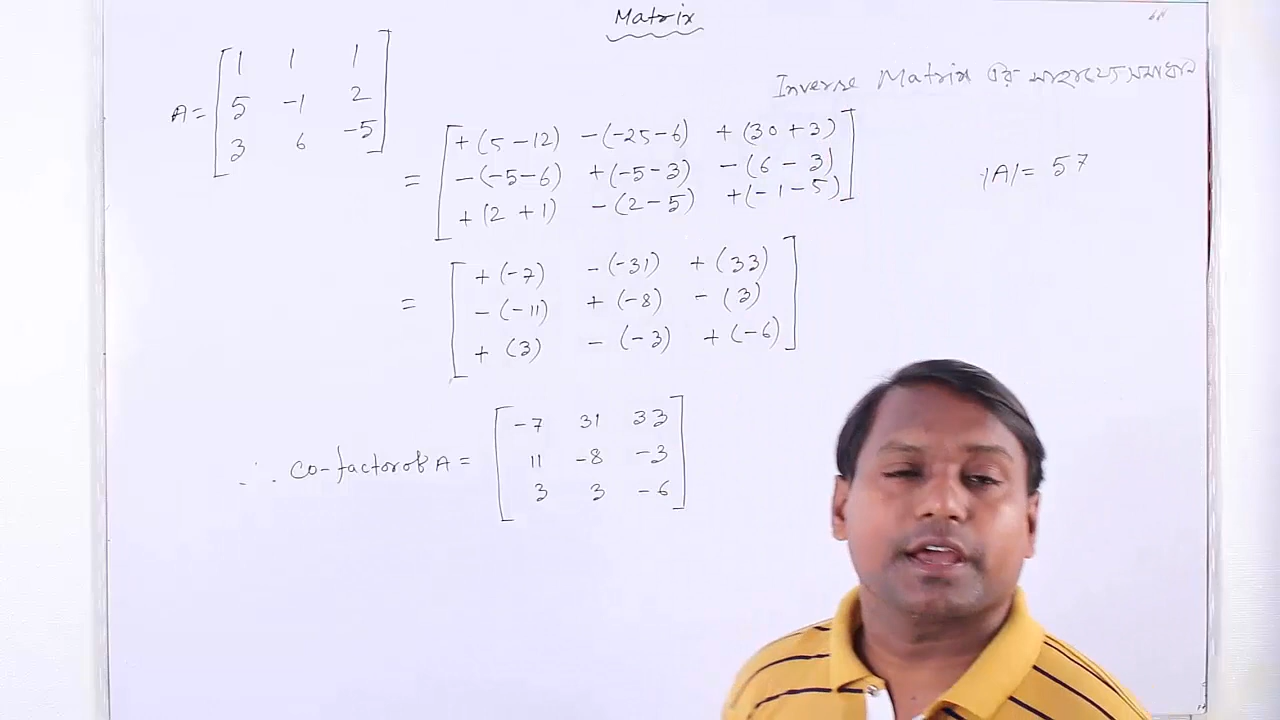 Matrix
Inverse Matrix এর সাহায্যে সমাধান
A = [ 1 1 1
5 -1 2
3 6 -5 ]
|A| = 57
= [ +(5-12) -(-25-6) +(30+3)
-(-5-6) +(-5-3) -(6-3)
+(2+1) -(2-5) +(-1-5) ]
= [ +(-7) -(-31) +(33)
-(-11) +(-8) -(3)
+(3) -(-3) +(-6) ]
∴ Co-factor of A = [ -7 31 33
11 -8 -3
3 3 -6 ]